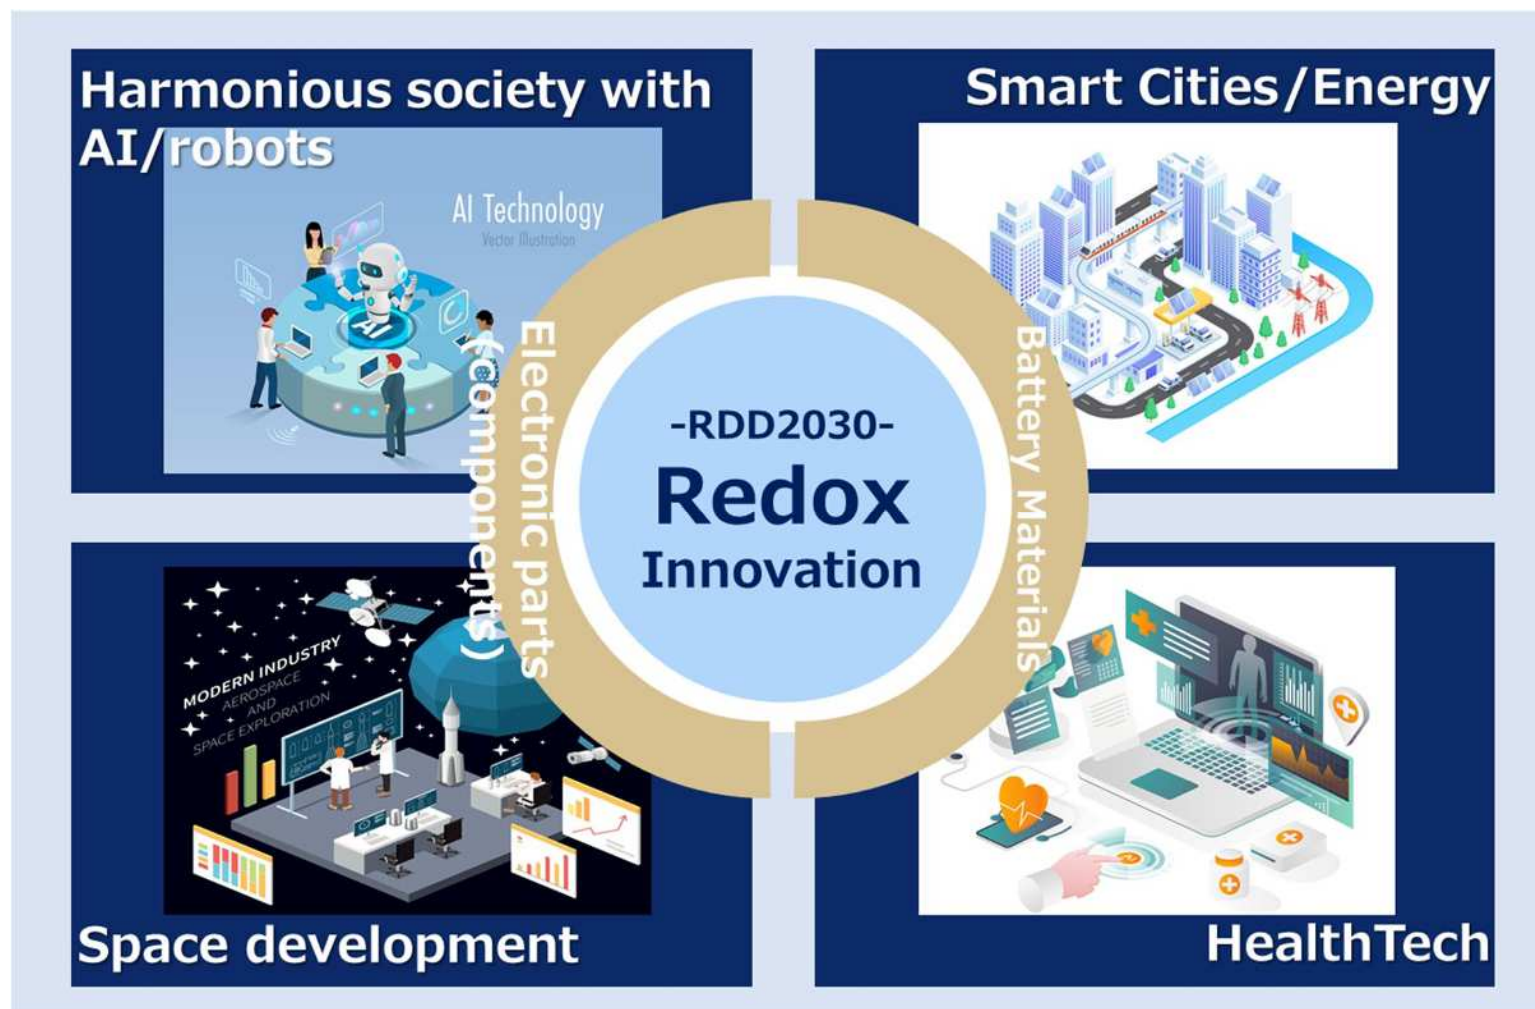 Harmonious society with
AI/robots
AI Technology
Vector Illustration
AI
Smart Cities/Energy
Electronic parts
(components)
-RDD2030-
Redox
Innovation
Battery Materials
MODERN INDUSTRY
AEROSPACE
AND
SPACE EXPLORATION
Space development
HealthTech